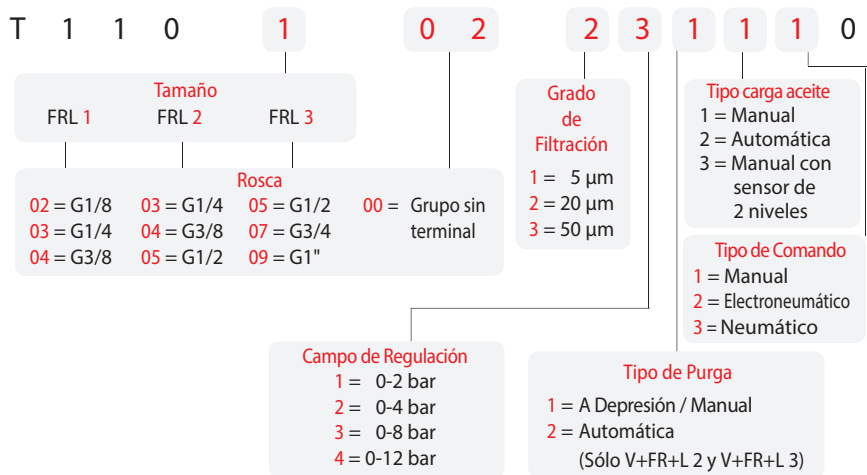 T 1 1 0 1 0 2 2 3 1 1 1 0
Tamaño
FRL 1 FRL 2 FRL 3
Rosca
02 = G1/8 03 = G1/4 05 = G1/2 00 = Grupo sin
03 = G1/4 04 = G3/8 07 = G3/4 terminal
04 = G3/8 05 = G1/2 09 = G1"
Grado
de
Filtración
1 = 5 µm
2 = 20 µm
3 = 50 µm
Tipo carga aceite
1 = Manual
2 = Automática
3 = Manual con
sensor de
2 niveles
Tipo de Comando
1 = Manual
2 = Electroneumático
3 = Neumático
Campo de Regulación
1 = 0-2 bar
2 = 0-4 bar
3 = 0-8 bar
4 = 0-12 bar
Tipo de Purga
1 = A Depresión / Manual
2 = Automática
(Sólo V+FR+L 2 y V+FR+L 3)